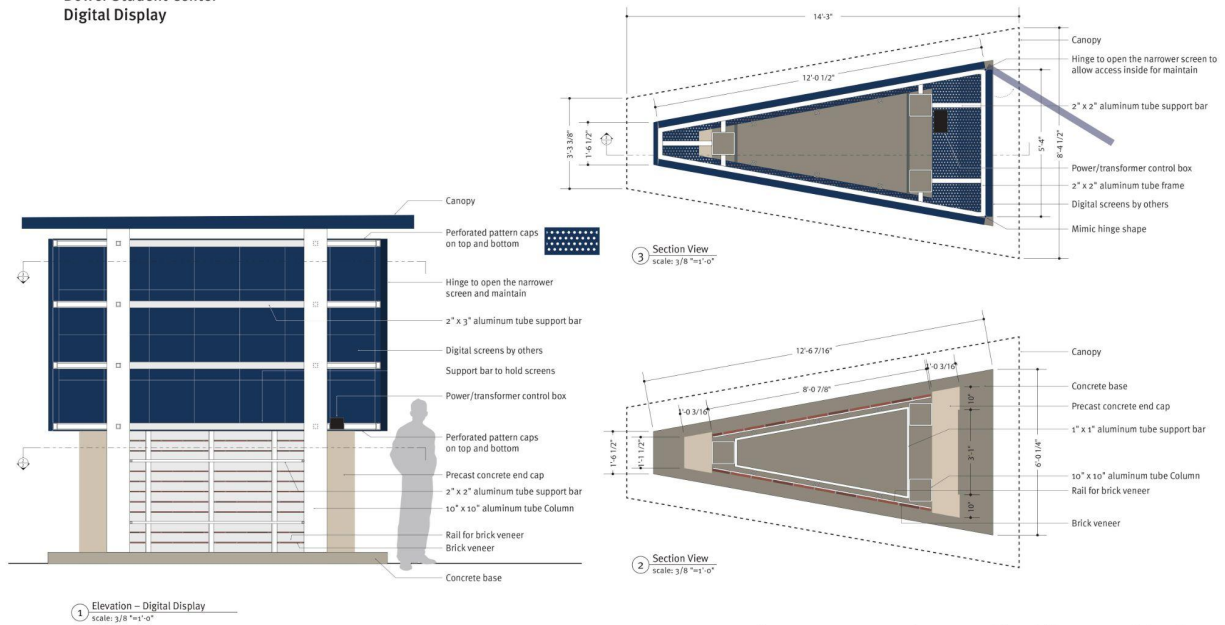 Digital Display
Canopy
Perforated pattern caps
on top and bottom
Hinge to open the narrower
screen and maintain
2" x 3" aluminum tube support bar
Digital screens by others
Support bar to hold screens
Power/transformer control box
Perforated pattern caps
on top and bottom
Precast concrete end cap
2" x 2" aluminum tube support bar
10" x 10" aluminum tube Column
Rail for brick veneer
Brick veneer
Concrete base
1 Elevation – Digital Display
scale: 3/8 "=1'-0"
14'-3"
12'-0 1/2"
3'-3 3/8"
1'-6 1/2"
5'-4"
8'-4 1/2"
Canopy
Hinge to open the narrower screen to
allow access inside for maintain
2" x 2" aluminum tube support bar
Power/transformer control box
2" x 2" aluminum tube frame
Digital screens by others
Mimic hinge shape
3 Section View
scale: 3/8 "=1'-0"
12'-6 7/16"
1'-0 3/16"
8'-0 7/8"
1'-0 3/16"
1'-6 1/2"
1'-1 1/2"
10"
3'-1"
10"
6'-0 1/4"
Canopy
Concrete base
Precast concrete end cap
1" x 1" aluminum tube support bar
10" x 10" aluminum tube Column
Rail for brick veneer
Brick veneer
2 Section View
scale: 3/8 "=1'-0"